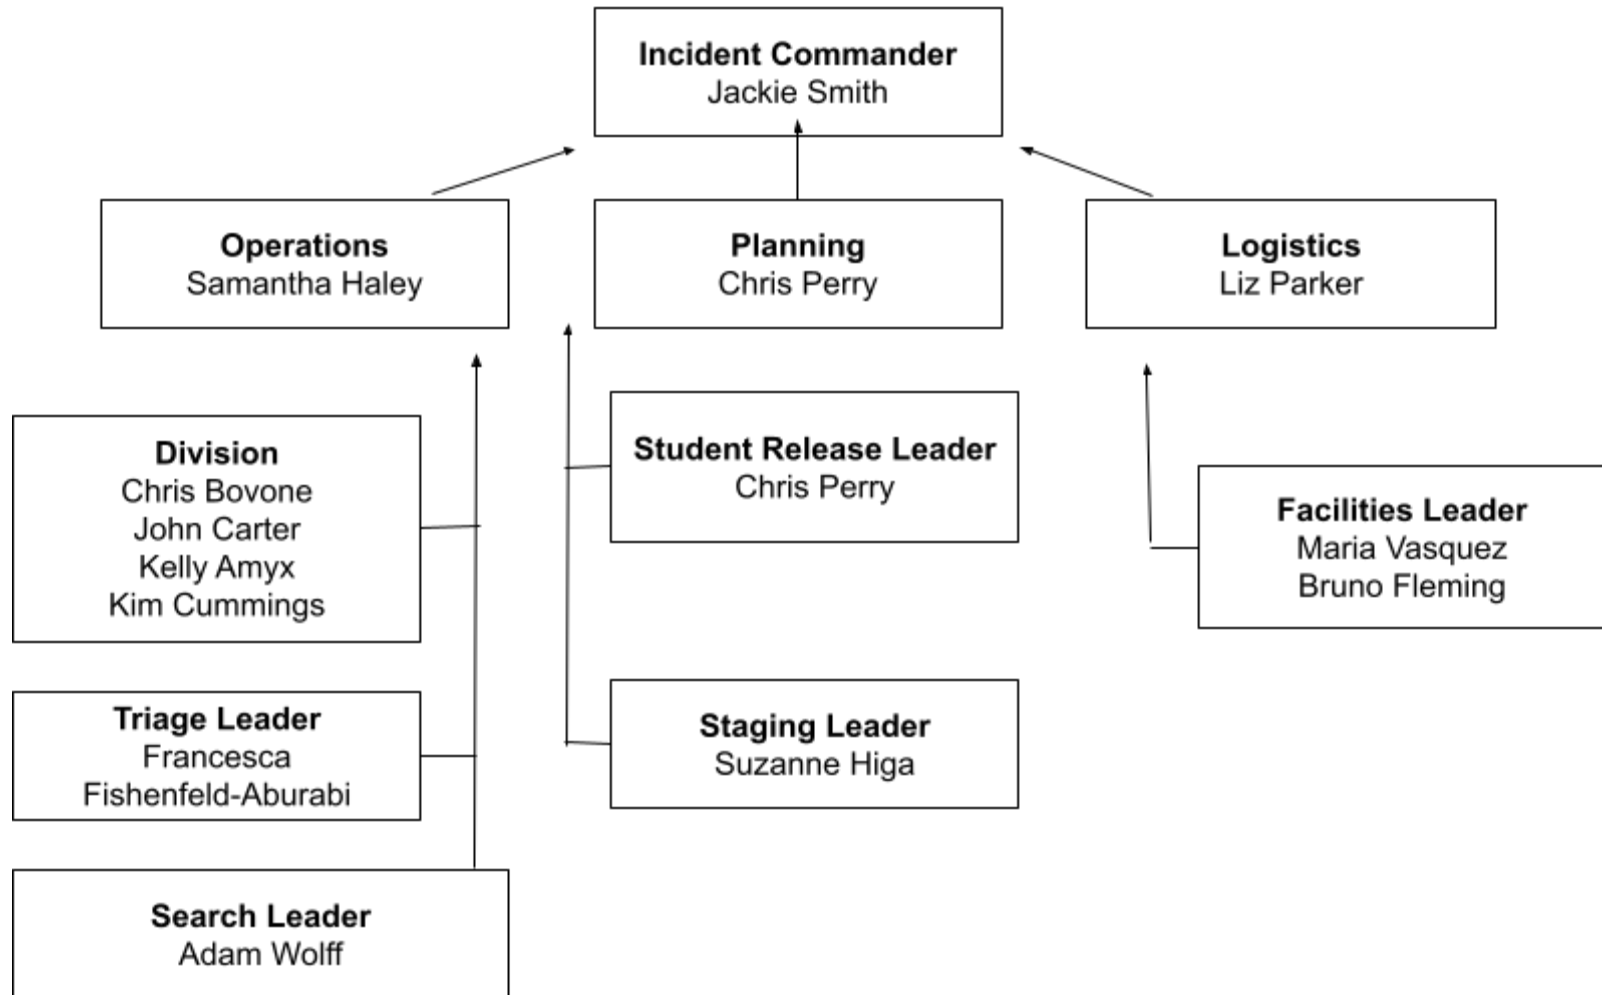 Incident Commander
Jackie Smith
Operations
Samantha Haley
Planning
Chris Perry
Logistics
Liz Parker
Division
Chris Bovone
John Carter
Kelly Amyx
Kim Cummings
Student Release Leader
Chris Perry
Facilities Leader
Maria Vasquez
Bruno Fleming
Triage Leader
Francesca
Fishenfeld-Aburabi
Staging Leader
Suzanne Higa
Search Leader
Adam Wolff